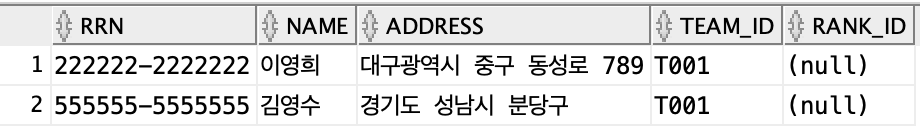 RRN NAME ADDRESS TEAM_ID RANK_ID
1 222222-2222222 이영희 대구광역시 중구 동성로 789 T001 (null)
2 555555-5555555 김영수 경기도 성남시 분당구 T001 (null)